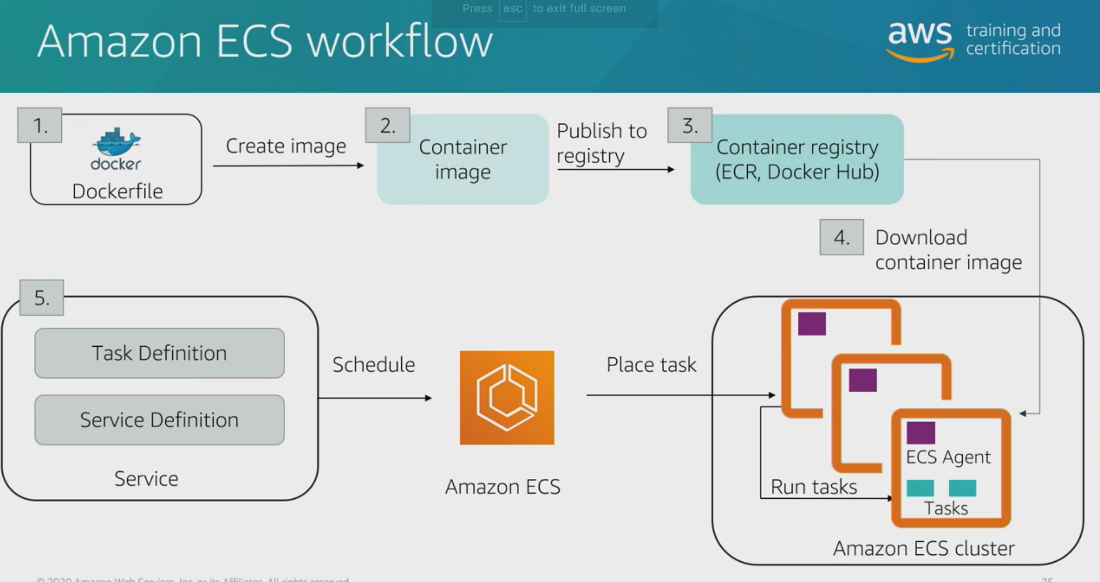 Press esc to exit full screen
Amazon ECS workflow
aws training and
certification
1.
docker
Dockerfile
Create image
2.
Container
image
Publish to
registry
3.
Container registry
(ECR, Docker Hub)
4.
Download
container image
5.
Task Definition
Service Definition
Service
Schedule
Amazon ECS
Place task
ECS Agent
Run tasks
Tasks
Amazon ECS cluster
© 2020 Amazon Web Services, Inc. or its Affiliates. All rights reserved.